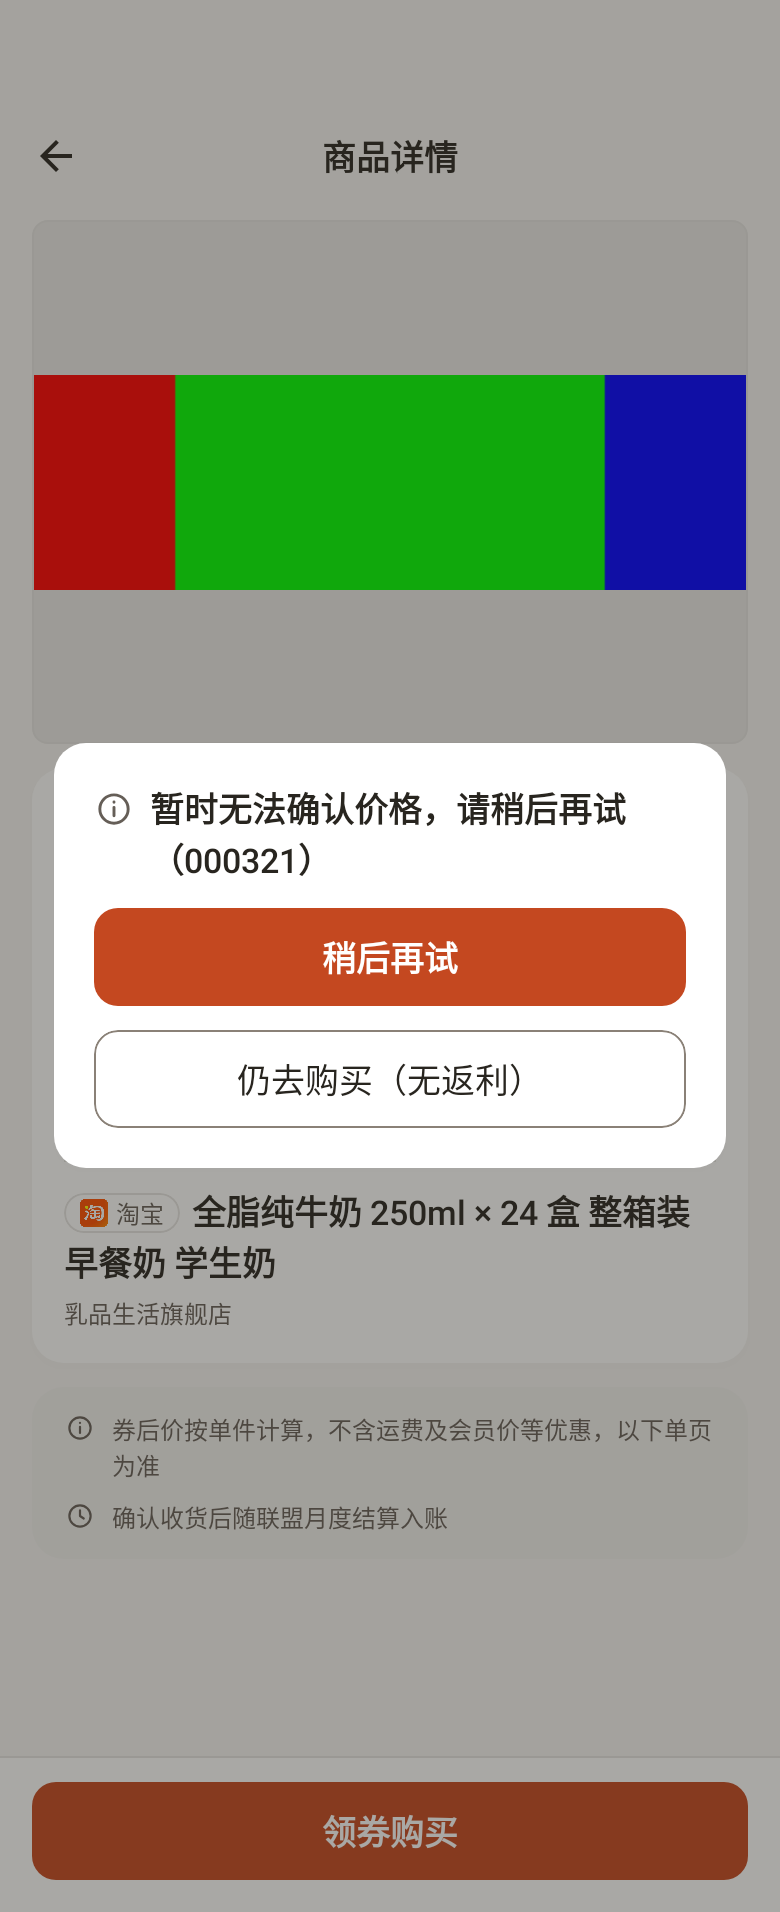 商品详情
暂时无法确认价格，请稍后再试
（000321）
稍后再试
仍去购买（无返利）
淘 淘宝 全脂纯牛奶 250ml × 24 盒 整箱装
早餐奶 学生奶
乳品生活旗舰店
券后价按单件计算，不含运费及会员价等优惠，以下单页
为准
确认收货后随联盟月度结算入账
领券购买